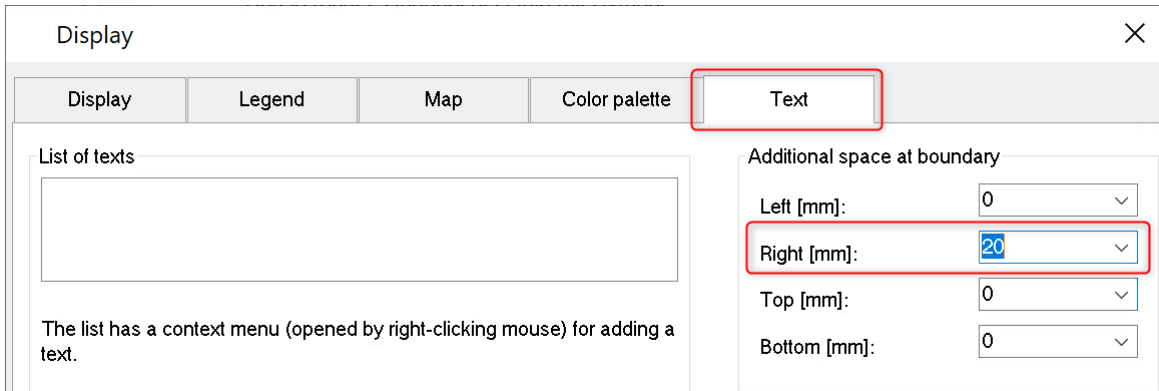 Display
Display Legend Map Color palette Text
List of texts
Additional space at boundary
Left [mm]: 0
Right [mm]: 20
Top [mm]: 0
Bottom [mm]: 0
The list has a context menu (opened by right-clicking mouse) for adding a
text.